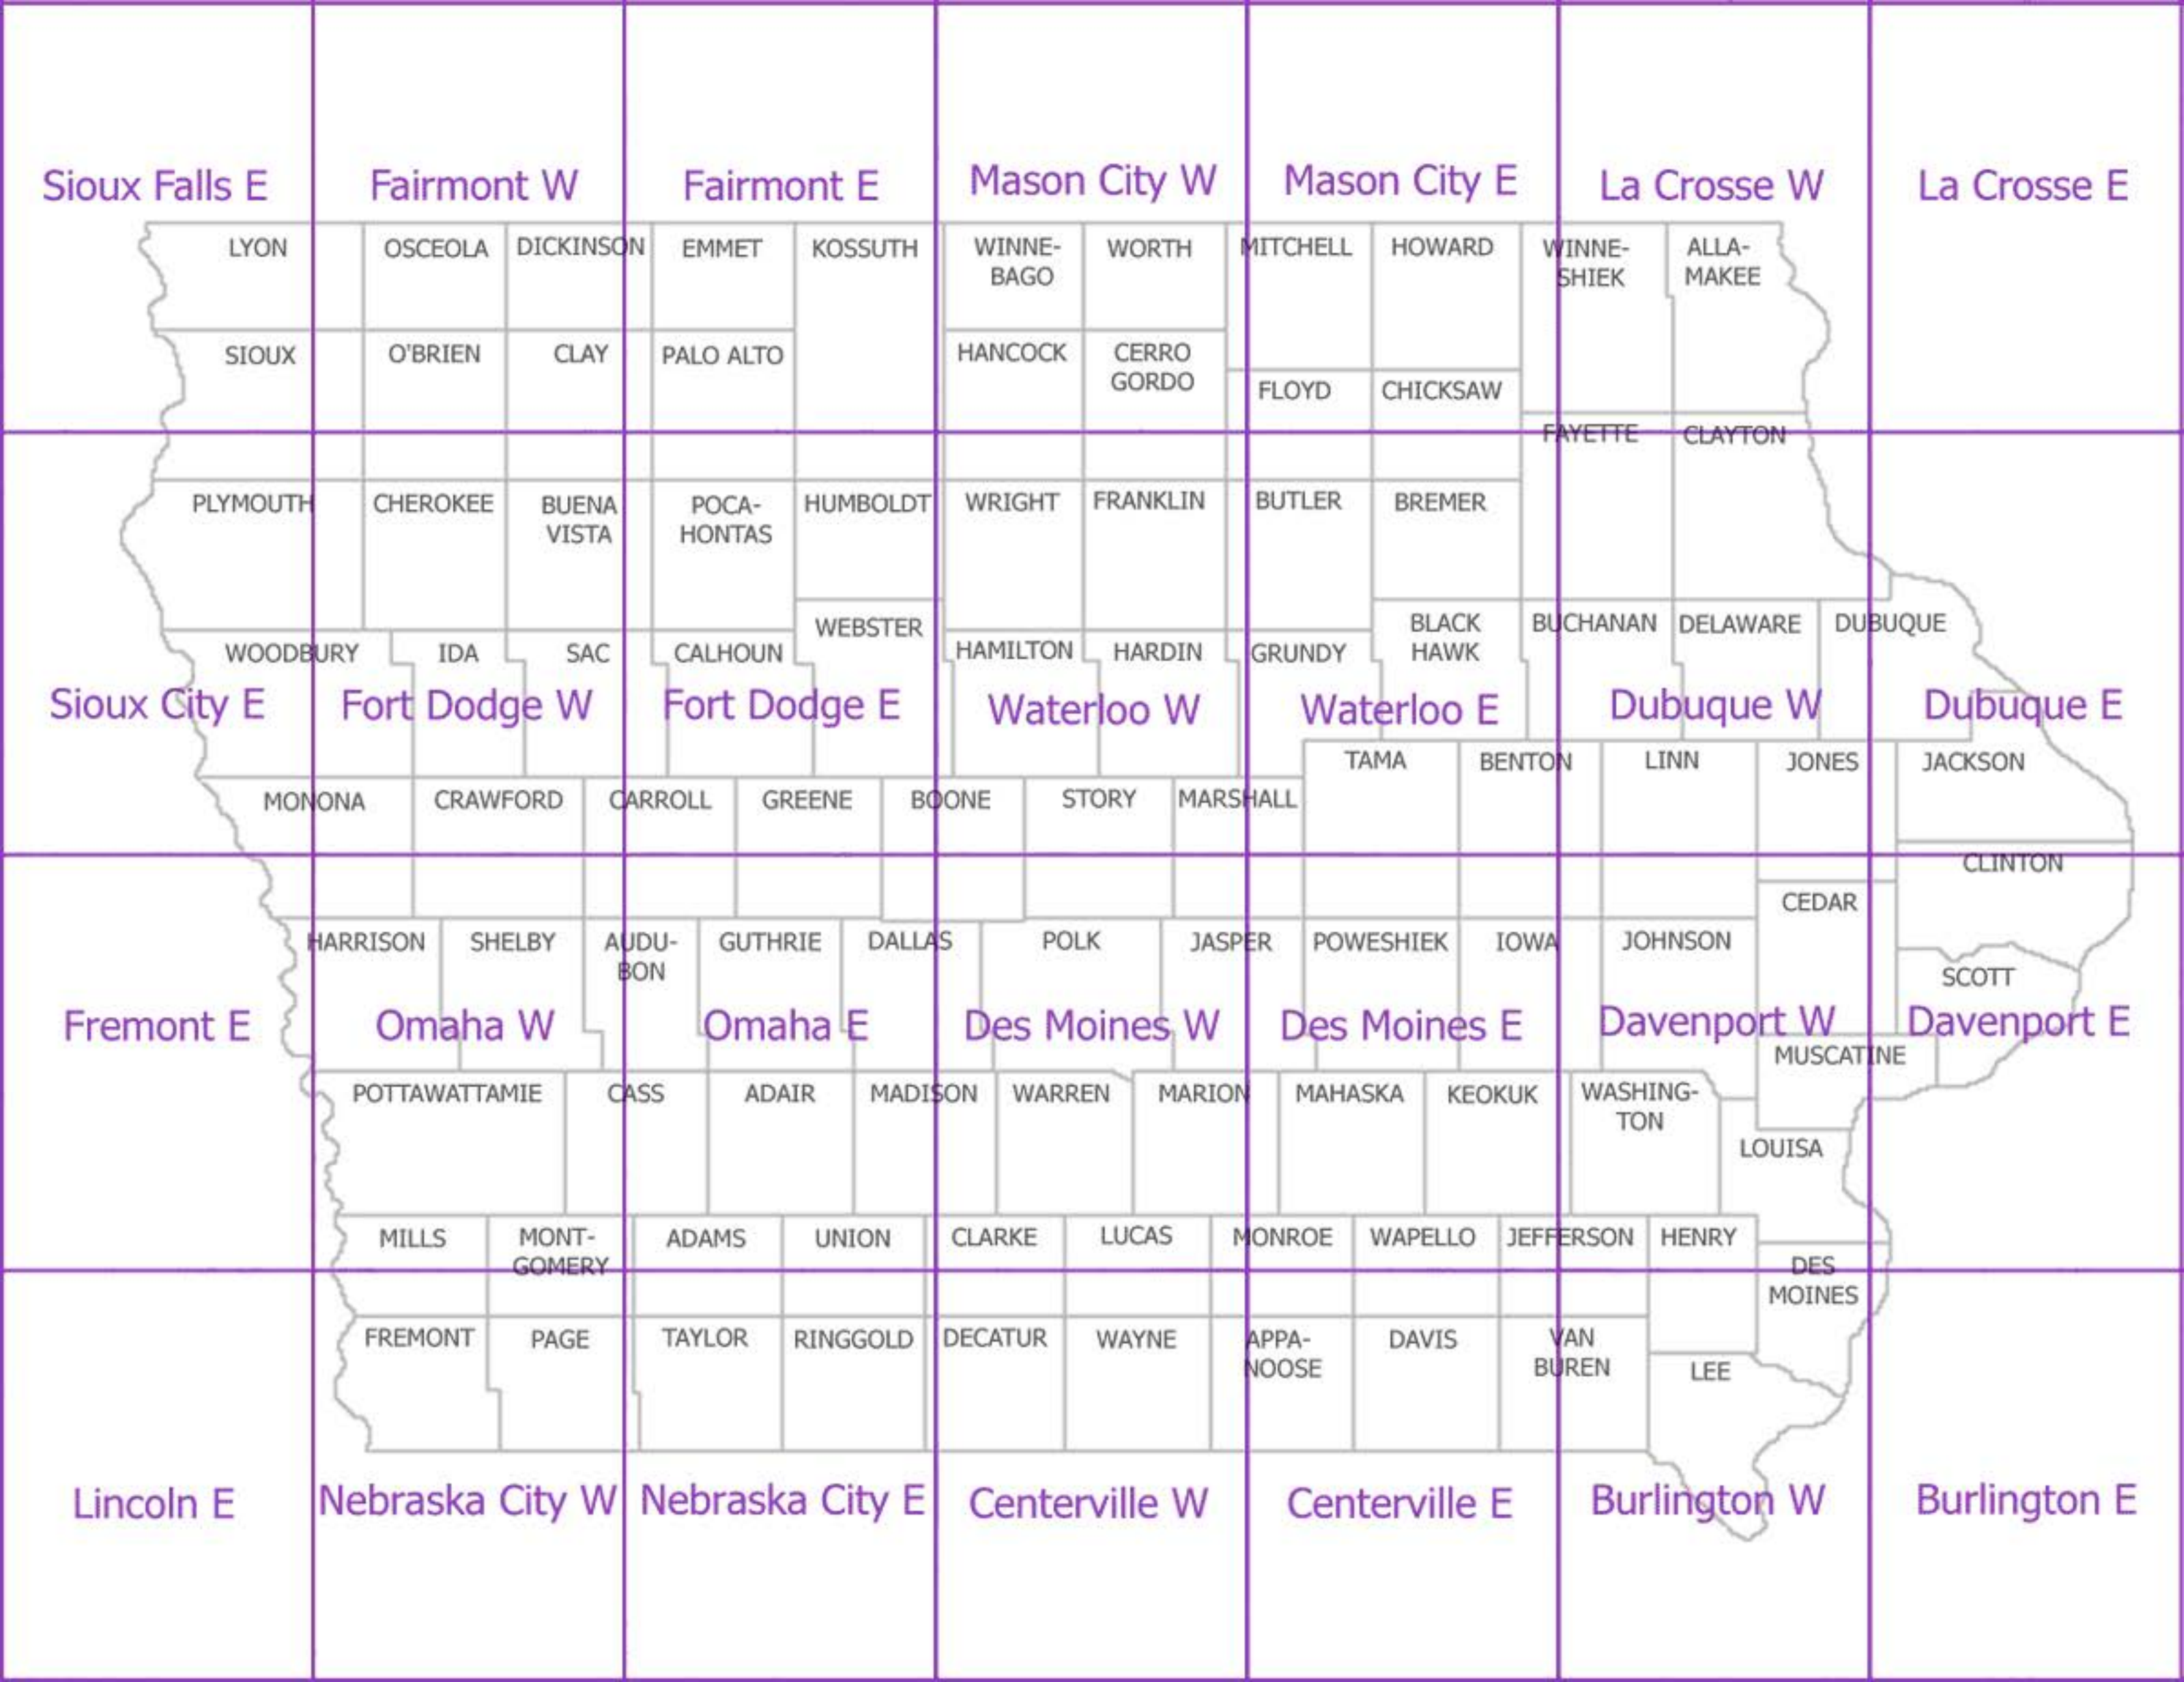 Sioux Falls E Fairmont W Fairmont E Mason City W Mason City E La Crosse W La Crosse E
LYON OSCEOLA DICKINSON EMMET KOSSUTH WINNE- WORTH MITCHELL HOWARD WINNE- ALLA-
BAGO SHIEK MAKEE
SIOUX O'BRIEN CLAY PALO ALTO HANCOCK CERRO
GORDO
FLOYD CHICKSAW
FAYETTE CLAYTON
PLYMOUTH CHEROKEE BUENA POCA- HUMBOLDT WRIGHT FRANKLIN BUTLER BREMER
VISTA HONTAS
WEBSTER BLACK BUCHANAN DELAWARE DUBUQUE
WOODBURY IDA SAC CALHOUN HAMILTON HARDIN GRUNDY HAWK
Sioux City E Fort Dodge W Fort Dodge E Waterloo W Waterloo E Dubuque W Dubuque E
TAMA BENTON LINN JONES JACKSON
MONONA CRAWFORD CARROLL GREENE BOONE STORY MARSHALL
CLINTON
CEDAR
HARRISON SHELBY AUDU- GUTHRIE DALLAS POLK JASPER POWESHIEK IOWA JOHNSON
BON
SCOTT
Fremont E Omaha W Omaha E Des Moines W Des Moines E Davenport W Davenport E
MUSCATINE
POTTAWATTAMIE CASS ADAIR MADISON WARREN MARION MAHASKA KEOKUK WASHING-
TON
LOUISA
MILLS MONT- ADAMS UNION CLARKE LUCAS MONROE WAPELLO JEFFERSON HENRY
GOMERY DES
MOINES
FREMONT PAGE TAYLOR RINGGOLD DECATUR WAYNE APPA- DAVIS VAN
NOOSE BUREN LEE
Lincoln E Nebraska City W Nebraska City E Centerville W Centerville E Burlington W Burlington E